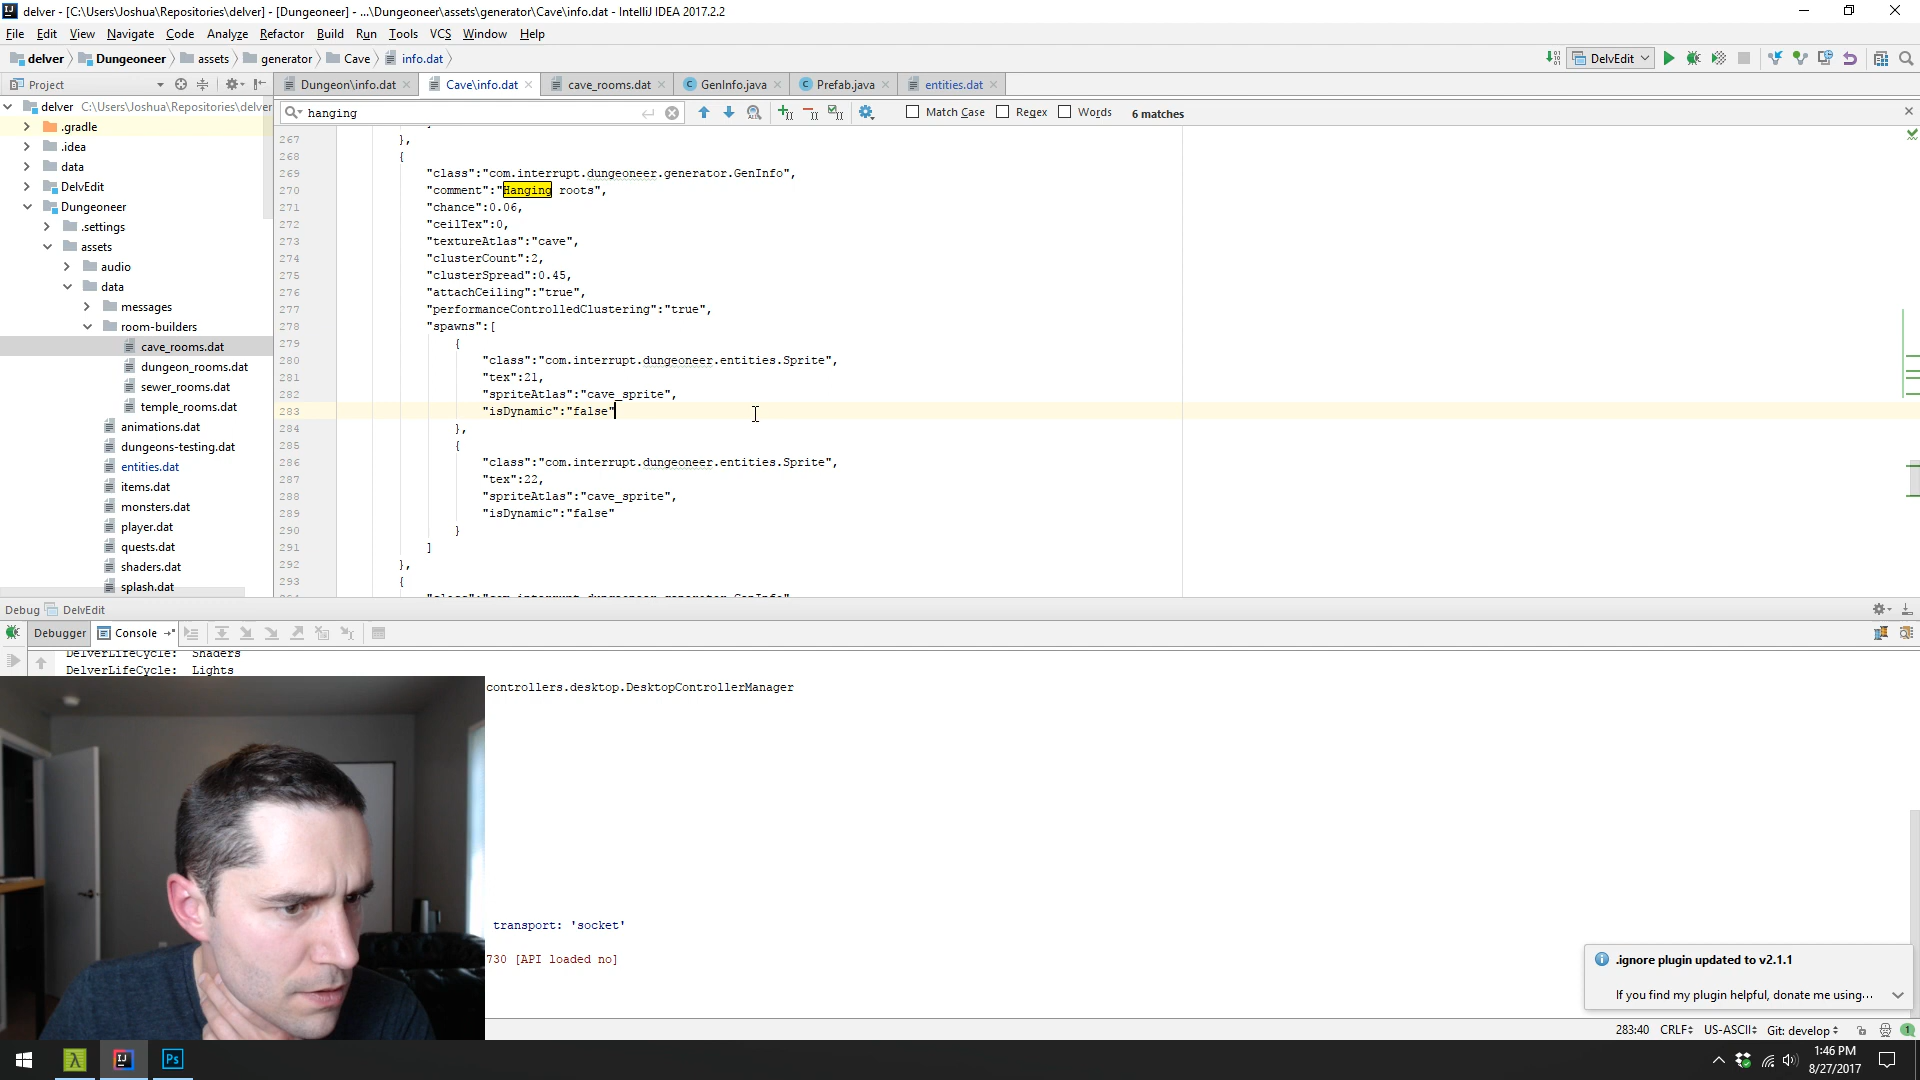 delver - [C:\Users\Joshua\Repositories\delver] - [Dungeoneer] - ...\Dungeoneer\assets\generator\Cave\info.dat - IntelliJ IDEA 2017.2.2
File Edit View Navigate Code Analyze Refactor Build Run Tools VCS Window Help
delver Dungeoneer assets generator Cave info.dat
DelvEdit
Project
Dungeon\info.dat Cave\info.dat cave_rooms.dat GenInfo.java Prefab.java entities.dat
hanging
Match Case Regex Words 6 matches
delver C:\Users\Joshua\Repositories\delver
.gradle
.idea
data
DelvEdit
Dungeoneer
.settings
assets
audio
data
messages
room-builders
cave_rooms.dat
dungeon_rooms.dat
sewer_rooms.dat
temple_rooms.dat
animations.dat
dungeons-testing.dat
entities.dat
items.dat
monsters.dat
player.dat
quests.dat
shaders.dat
splash.dat
267 },
268 {
269 "class":"com.interrupt.dungeoneer.generator.GenInfo",
270 "comment":"Hanging roots",
271 "chance":0.06,
272 "ceilTex":0,
273 "textureAtlas":"cave",
274 "clusterCount":2,
275 "clusterSpread":0.45,
276 "attachCeiling":"true",
277 "performanceControlledClustering":"true",
278 "spawns":[
279 {
280 "class":"com.interrupt.dungeoneer.entities.Sprite",
281 "tex":21,
282 "spriteAtlas":"cave_sprite",
283 "isDynamic":"false"
284 },
285 {
286 "class":"com.interrupt.dungeoneer.entities.Sprite",
287 "tex":22,
288 "spriteAtlas":"cave_sprite",
289 "isDynamic":"false"
290 }
291 ]
292 },
293 {
Debug DelvEdit
Debugger Console
DelverLifeCycle: Shaders
DelverLifeCycle: Lights
controllers.desktop.DesktopControllerManager
transport: 'socket'
730 [API loaded no]
.ignore plugin updated to v2.1.1
If you find my plugin helpful, donate me using...
283:40 CRLF US-ASCII Git: develop 1
IJ Ps
1:46 PM
8/27/2017